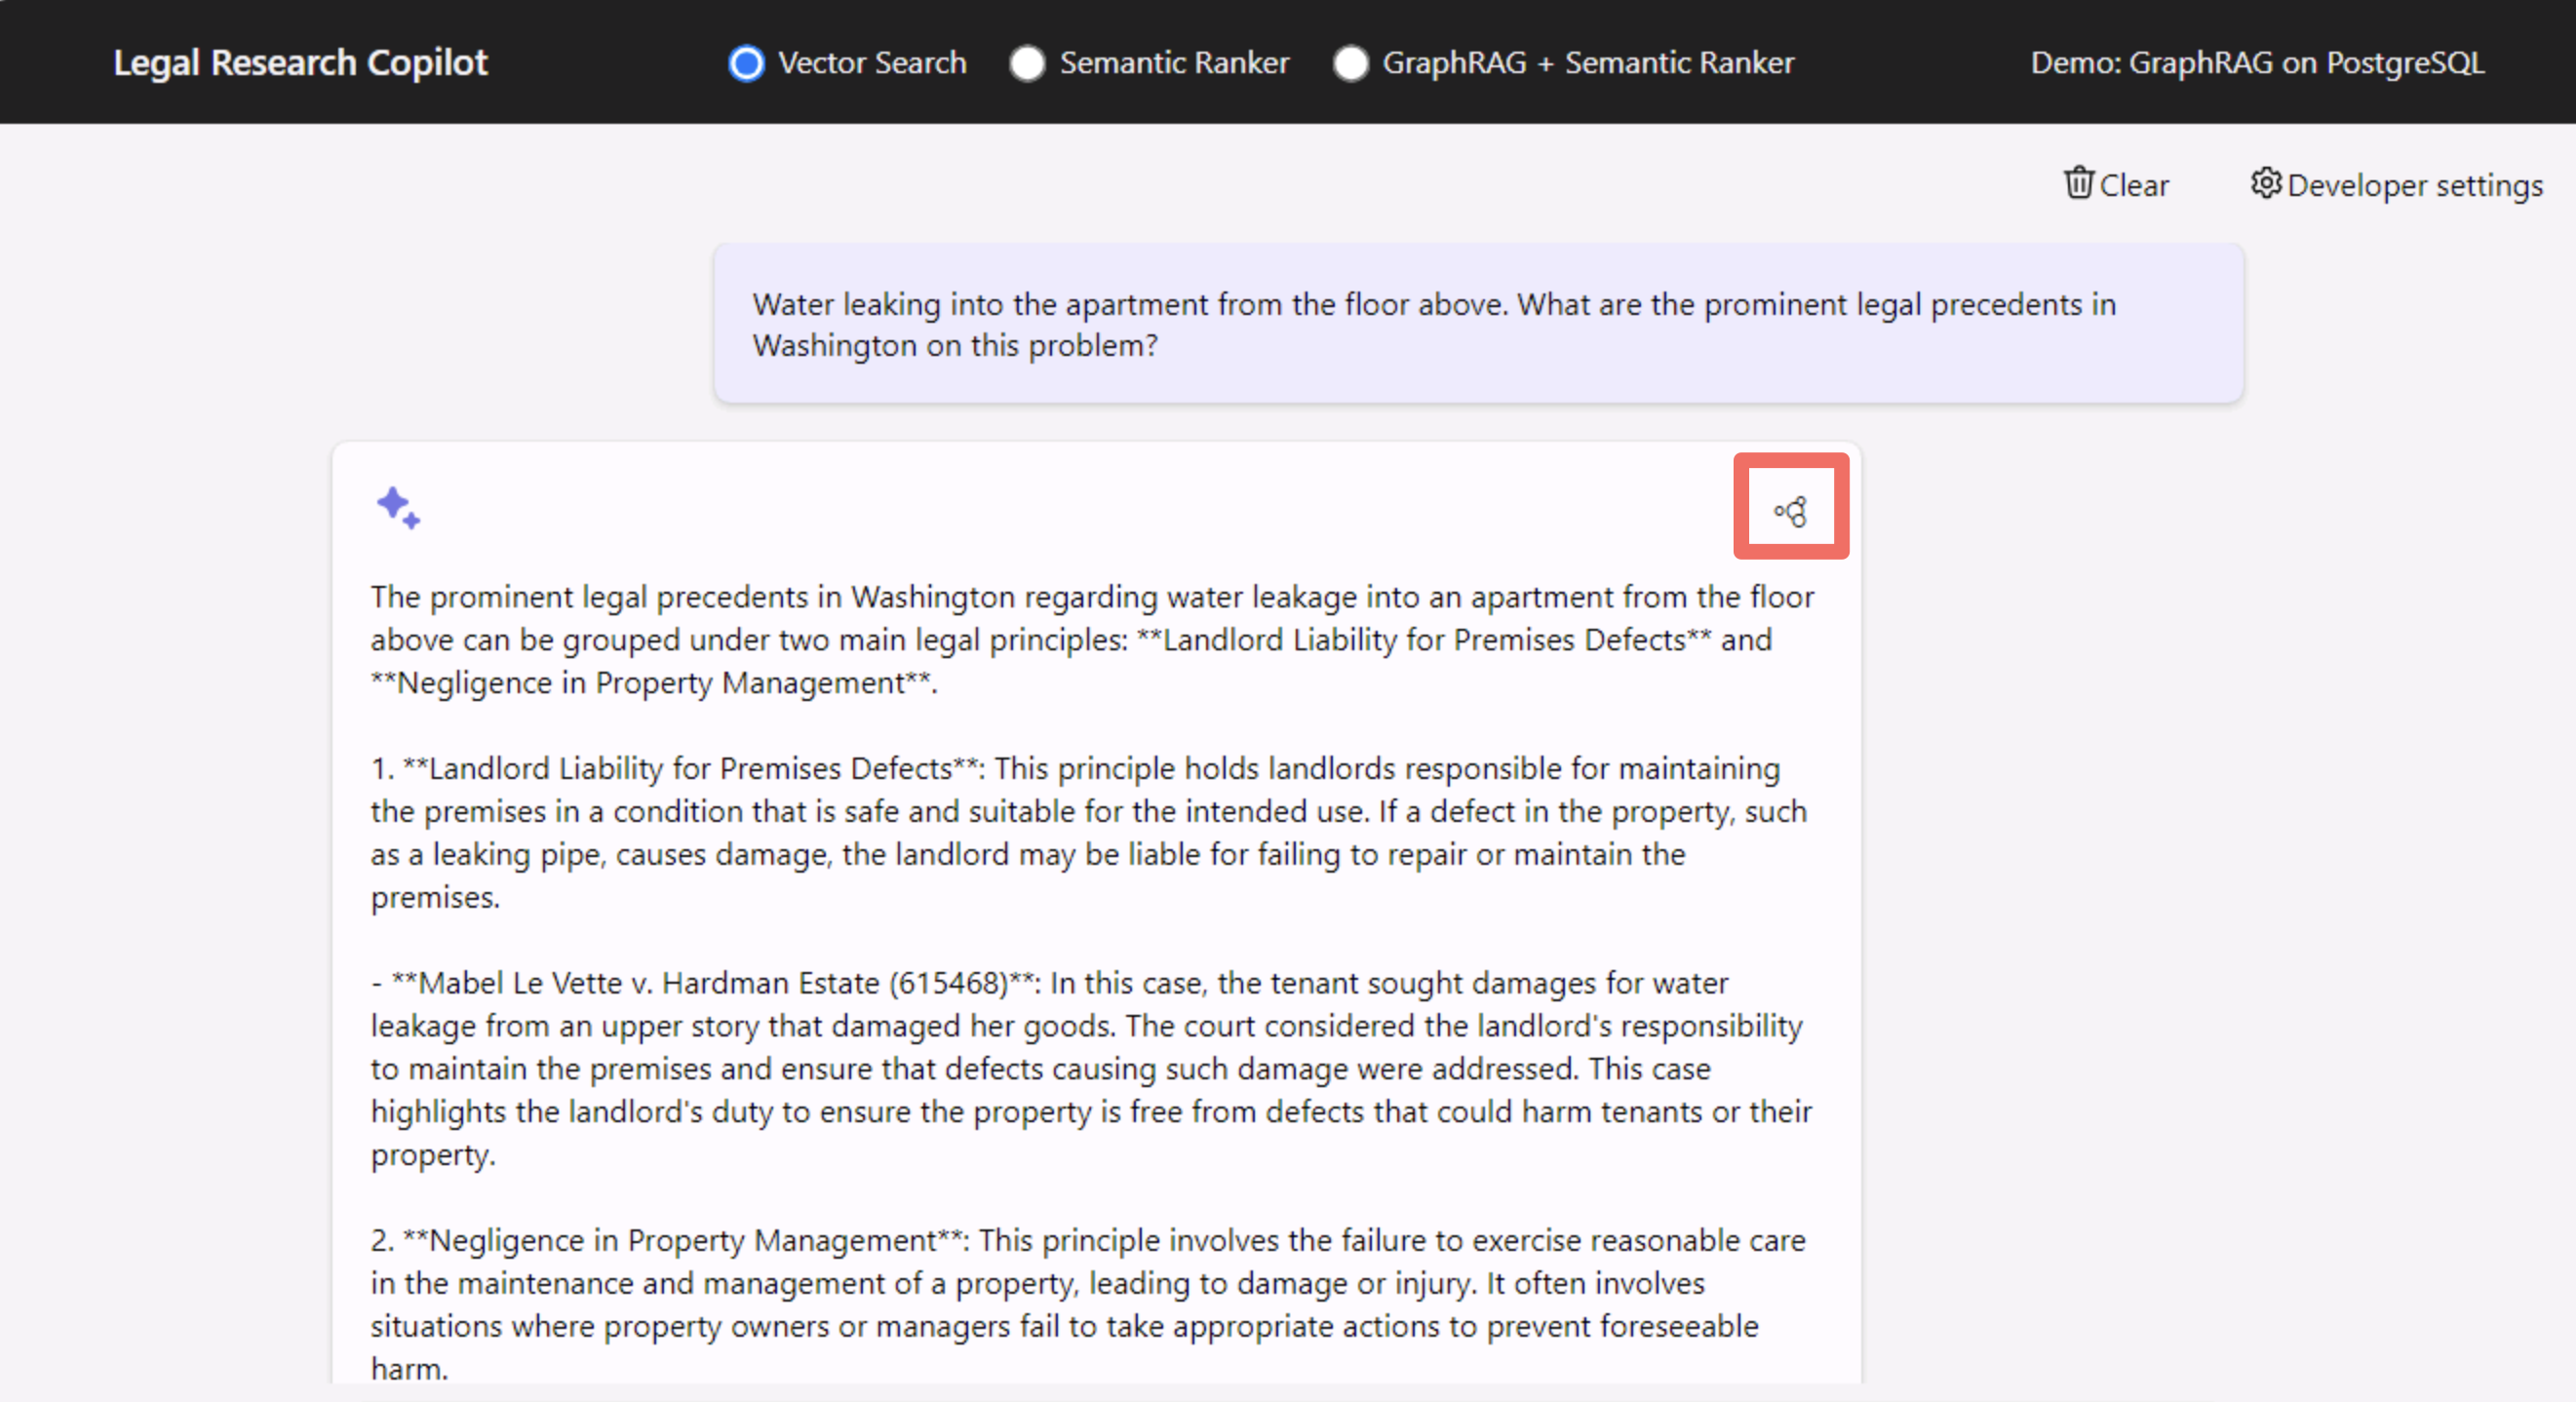 Legal Research Copilot
Vector Search
Semantic Ranker
GraphRAG + Semantic Ranker
Demo: GraphRAG on PostgreSQL
Clear
Developer settings
Water leaking into the apartment from the floor above. What are the prominent legal precedents in
Washington on this problem?
The prominent legal precedents in Washington regarding water leakage into an apartment from the floor
above can be grouped under two main legal principles: **Landlord Liability for Premises Defects** and
**Negligence in Property Management**.
1. **Landlord Liability for Premises Defects**: This principle holds landlords responsible for maintaining
the premises in a condition that is safe and suitable for the intended use. If a defect in the property, such
as a leaking pipe, causes damage, the landlord may be liable for failing to repair or maintain the
premises.
- **Mabel Le Vette v. Hardman Estate (615468)**: In this case, the tenant sought damages for water
leakage from an upper story that damaged her goods. The court considered the landlord's responsibility
to maintain the premises and ensure that defects causing such damage were addressed. This case
highlights the landlord's duty to ensure the property is free from defects that could harm tenants or their
property.
2. **Negligence in Property Management**: This principle involves the failure to exercise reasonable care
in the maintenance and management of a property, leading to damage or injury. It often involves
situations where property owners or managers fail to take appropriate actions to prevent foreseeable
harm.